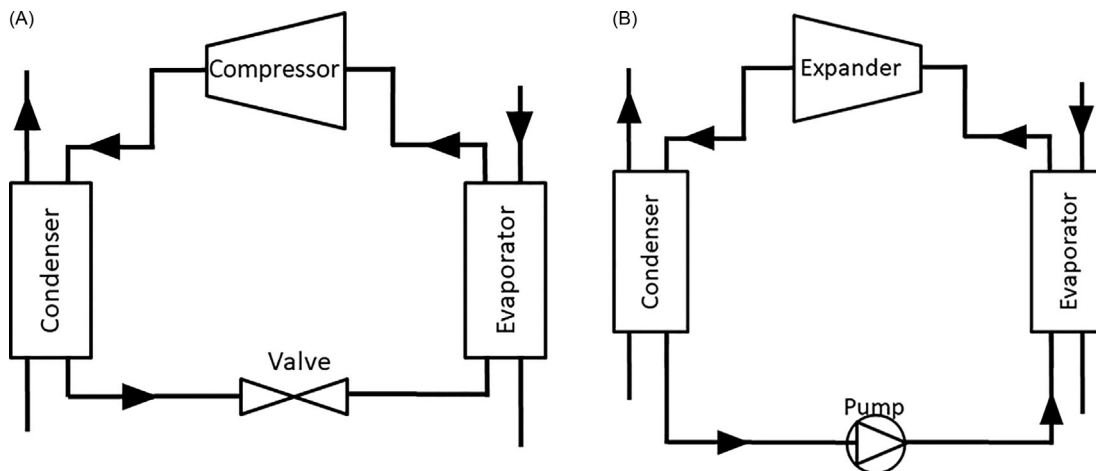 (A)
Compressor
Condenser
Evaporator
Valve
(B)
Expander
Condenser
Evaporator
Pump